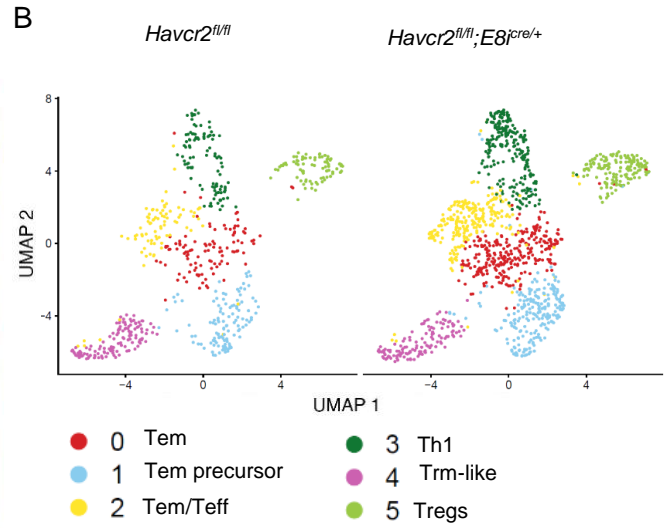 B
Havcr2fl/fl
Havcr2fl/fl;E8icre/+
8
4
0
−4
UMAP 2
−4 0 4
−4 0 4
UMAP 1
0 Tem
1 Tem precursor
2 Tem/Teff
3 Th1
4 Trm-like
5 Tregs